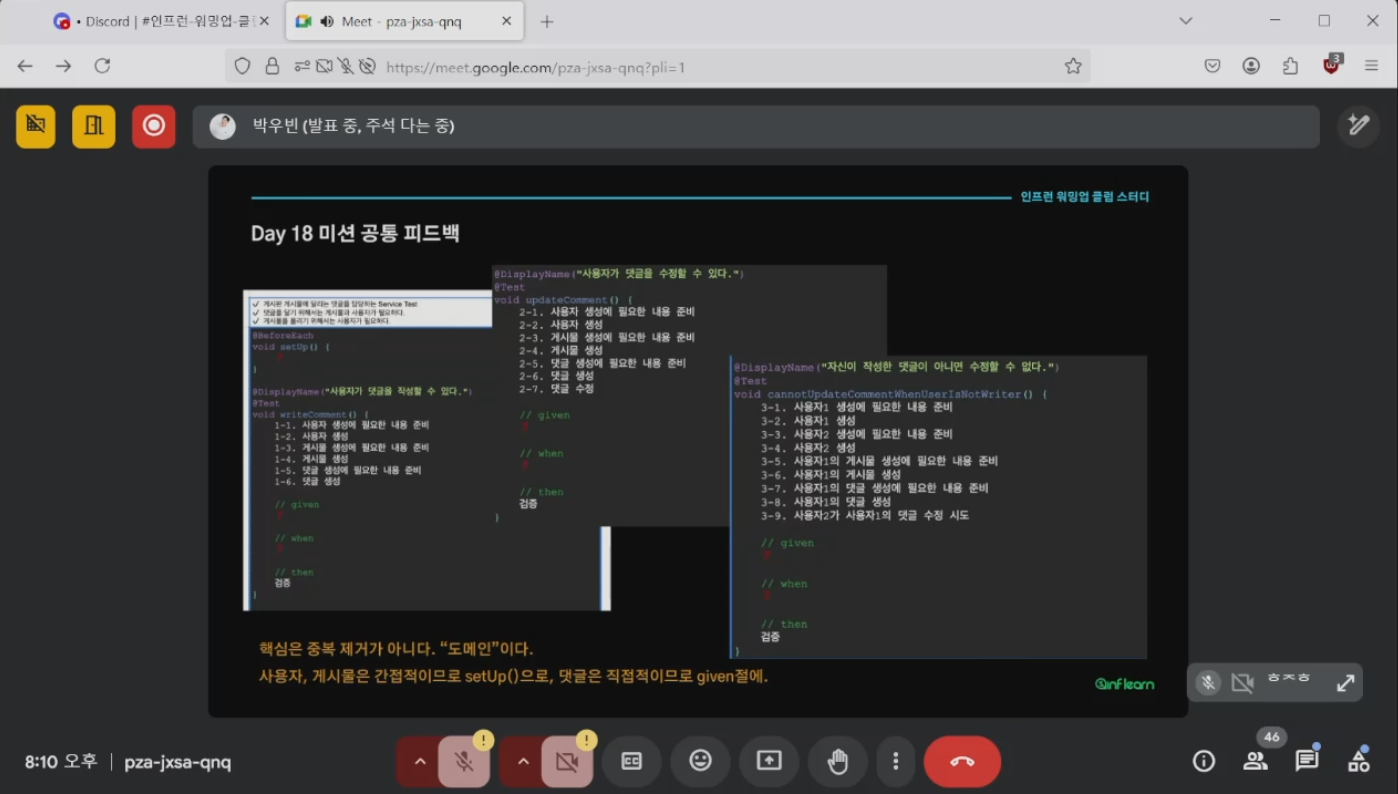 Discord | #인프런-워밍업-클
Meet - pza-jxsa-qnq
https://meet.google.com/pza-jxsa-qnq?pli=1
3
박우빈 (발표 중, 주석 다는 중)
인프런 워밍업 클럽 스터디
Day 18 미션 공통 피드백
✓ 게시판 게시물에 달리는 댓글을 담당하는 Service Test
✓ 댓글을 달기 위해서는 게시물과 사용자가 필요하다.
✓ 게시물을 올리기 위해서는 사용자가 필요하다.
@BeforeEach
void setUp() {
?
}
@DisplayName("사용자가 댓글을 작성할 수 있다.")
@Test
void writeComment() {
1-1. 사용자 생성에 필요한 내용 준비
1-2. 사용자 생성
1-3. 게시물 생성에 필요한 내용 준비
1-4. 게시물 생성
1-5. 댓글 생성에 필요한 내용 준비
1-6. 댓글 생성
// given
?
// when
?
// then
검증
}
@DisplayName("사용자가 댓글을 수정할 수 있다.")
@Test
void updateComment() {
2-1. 사용자 생성에 필요한 내용 준비
2-2. 사용자 생성
2-3. 게시물 생성에 필요한 내용 준비
2-4. 게시물 생성
2-5. 댓글 생성에 필요한 내용 준비
2-6. 댓글 생성
2-7. 댓글 수정
// given
?
// when
?
// then
검증
}
@DisplayName("자신이 작성한 댓글이 아니면 수정할 수 없다.")
@Test
void cannotUpdateCommentWhenUserIsNotWriter() {
3-1. 사용자1 생성에 필요한 내용 준비
3-2. 사용자1 생성
3-3. 사용자2 생성에 필요한 내용 준비
3-4. 사용자2 생성
3-5. 사용자1의 게시물 생성에 필요한 내용 준비
3-6. 사용자1의 게시물 생성
3-7. 사용자1의 댓글 생성에 필요한 내용 준비
3-8. 사용자1의 댓글 생성
3-9. 사용자2가 사용자1의 댓글 수정 시도
// given
?
// when
?
// then
검증
}
핵심은 중복 제거가 아니다. “도메인”이다.
사용자, 게시물은 간접적이므로 setUp()으로, 댓글은 직접적이므로 given절에.
inflearn
ㅎㅈㅎ
8:10 오후 | pza-jxsa-qnq
!
!
CC
46